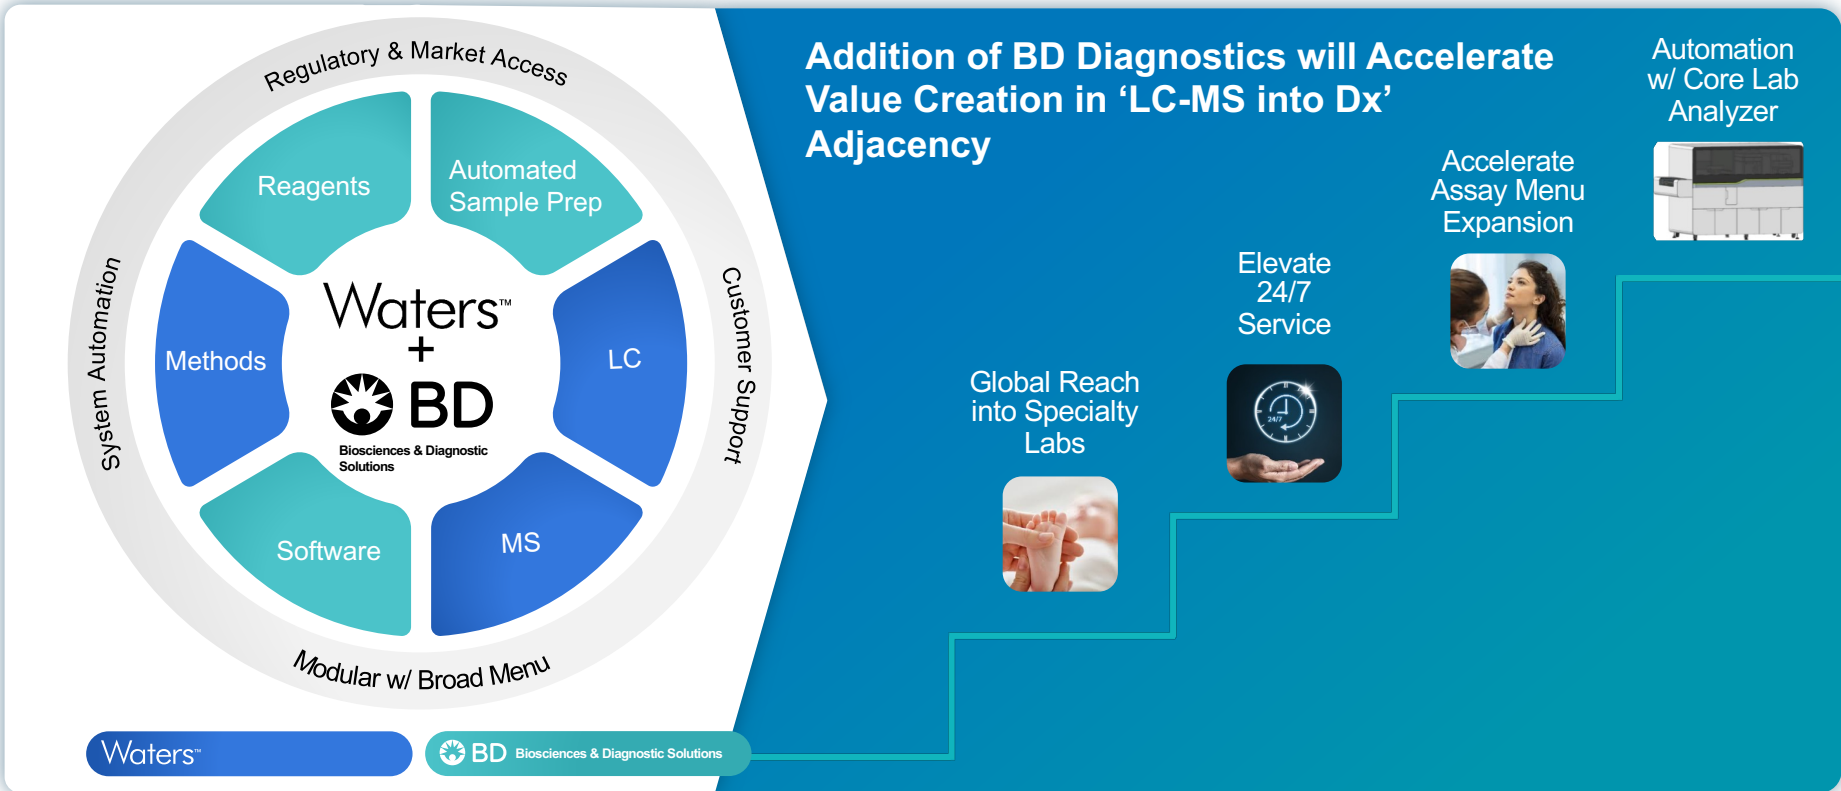 Regulatory & Market Access
Reagents
Automated
Sample Prep
System Automation
Customer Support
Methods
LC
Waters™
+
BD
Biosciences & Diagnostic
Solutions
Software
MS
Modular w/ Broad Menu
Waters™
BD Biosciences & Diagnostic Solutions
Addition of BD Diagnostics will Accelerate
Value Creation in ‘LC-MS into Dx’
Adjacency
Global Reach
into Specialty
Labs
Elevate
24/7
Service
24/7
Accelerate
Assay Menu
Expansion
Automation
w/ Core Lab
Analyzer